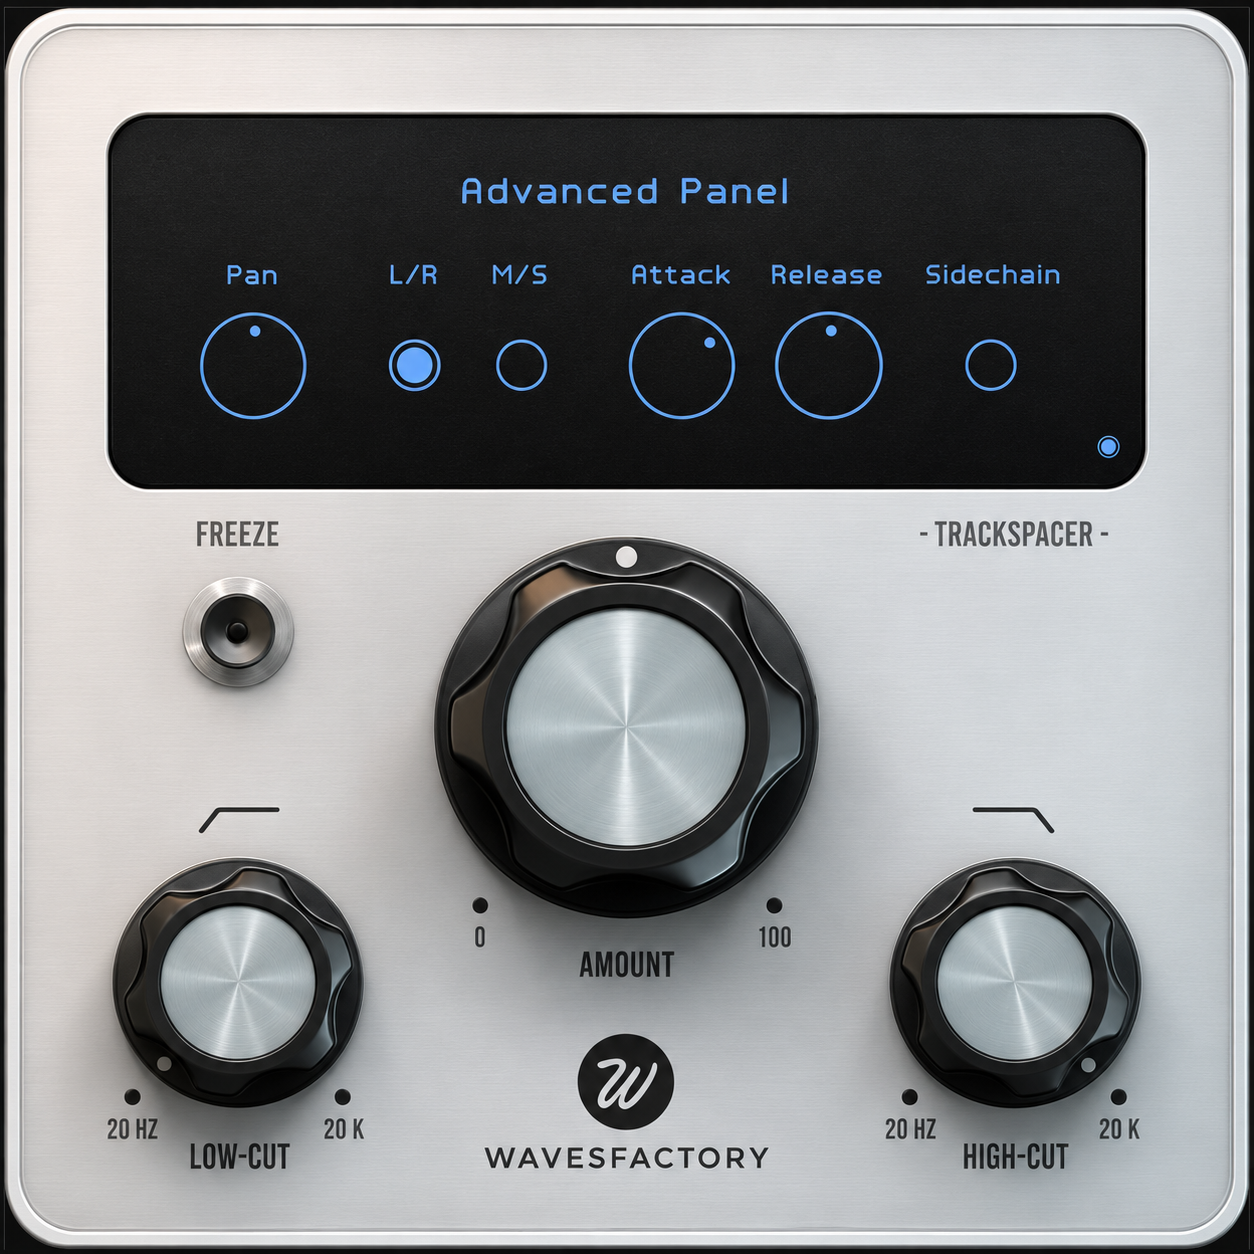 Advanced Panel
Pan L/R M/S Attack Release Sidechain
FREEZE
- TRACKSPACER -
0
100
AMOUNT
20 HZ
20 K
LOW-CUT
W
WAVESFACTORY
20 HZ
20 K
HIGH-CUT